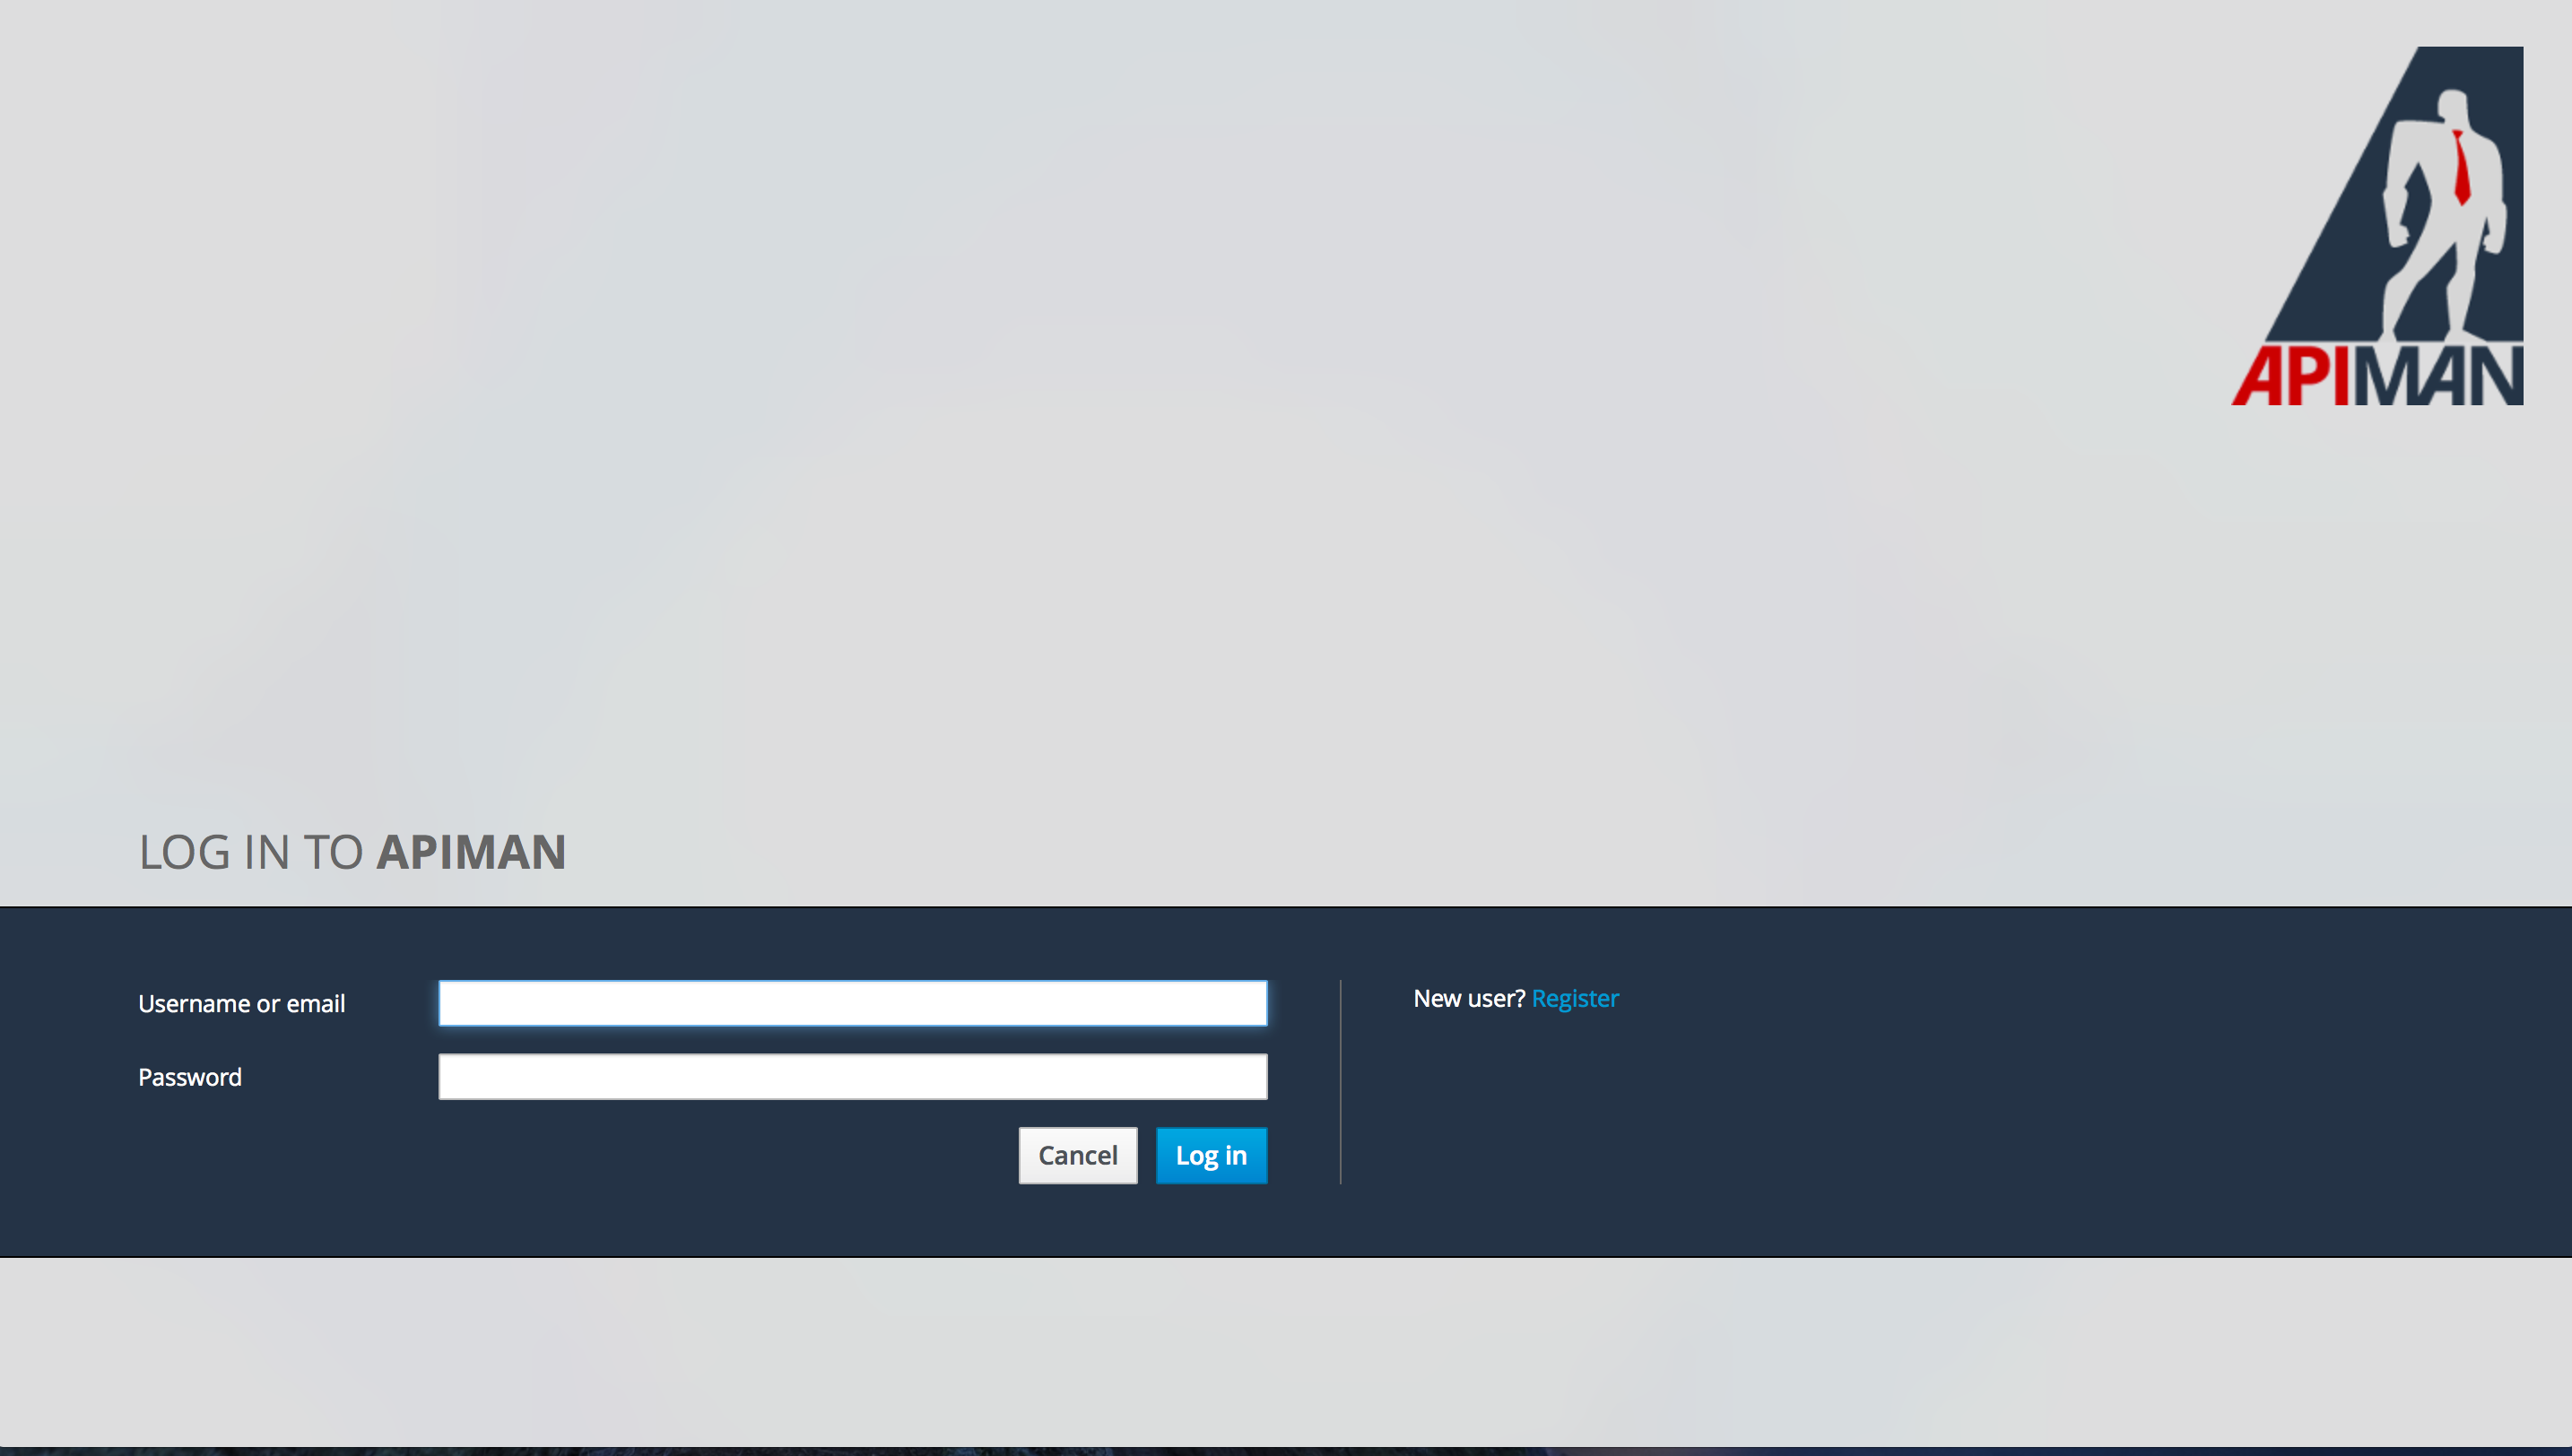 APIMAN
LOG IN TO APIMAN
Username or email
New user? Register
Password
Cancel
Log in